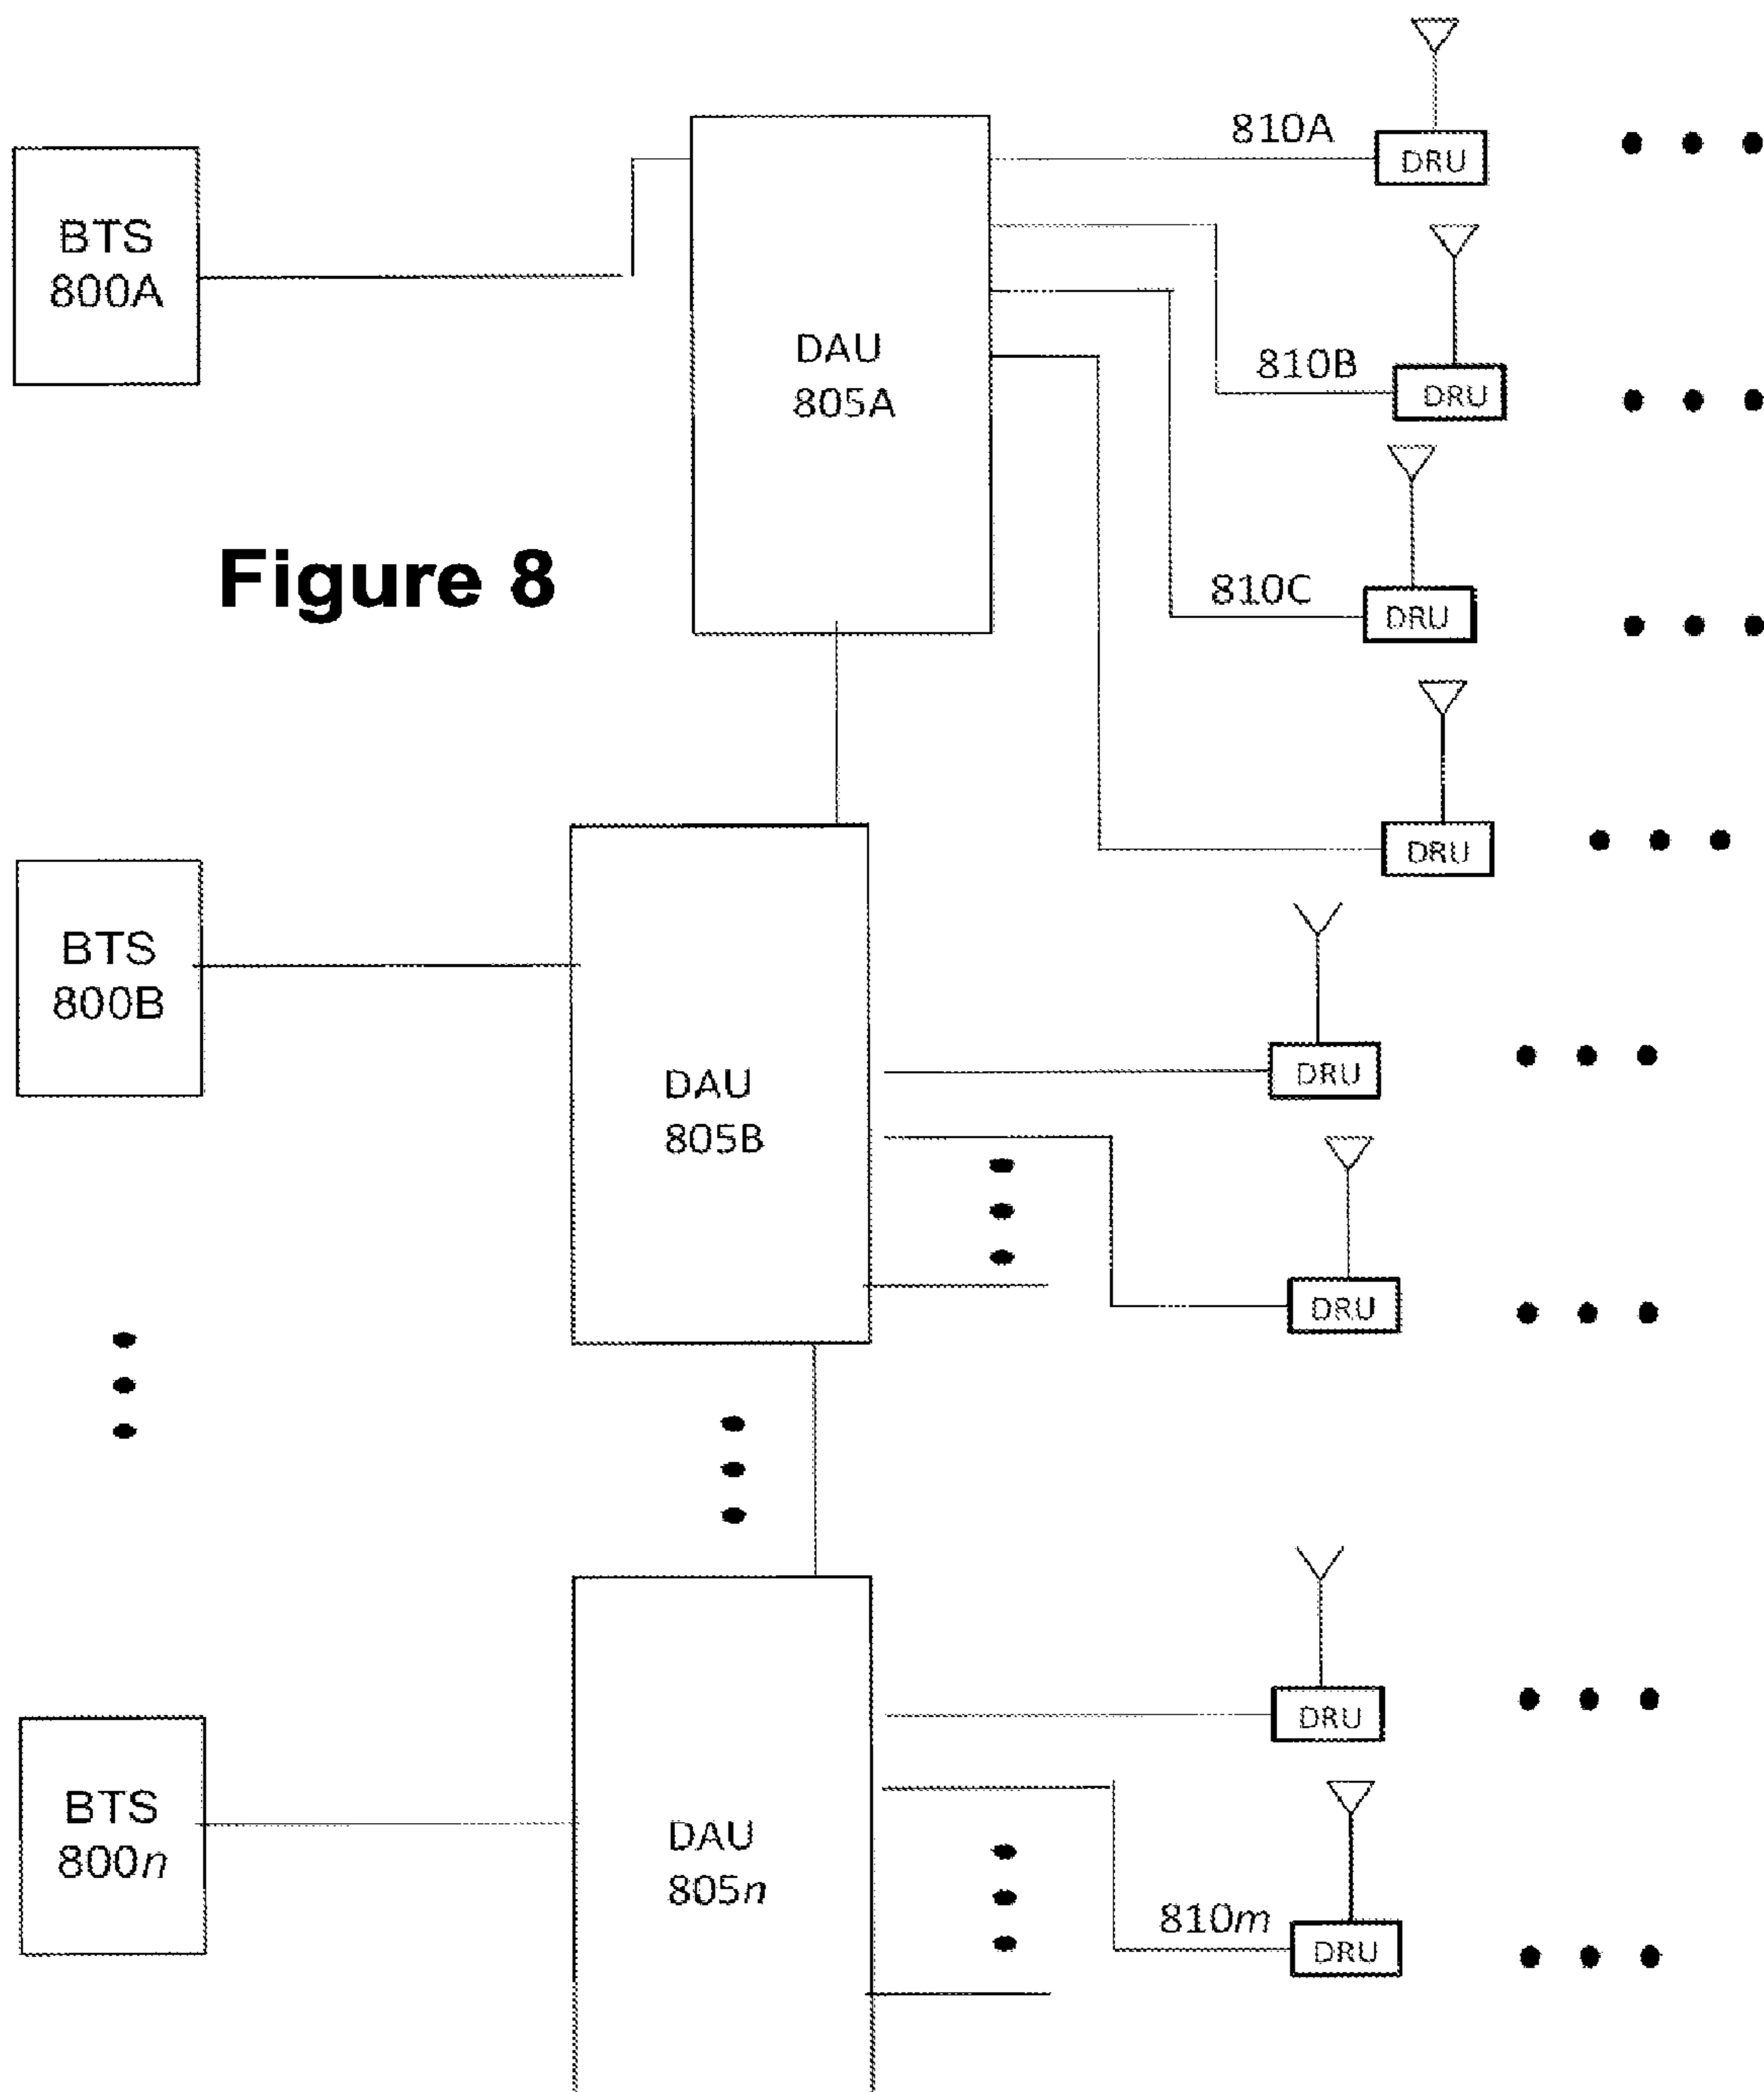 810A
DRU
BTS
800A
DRU
810B
DAU
805A
Figure 8
810C
DRU
DRU
BTS
800B
DRU
DAU
805B
DRU
DRU
BTS
800n
DAU
805n
810m
DRU